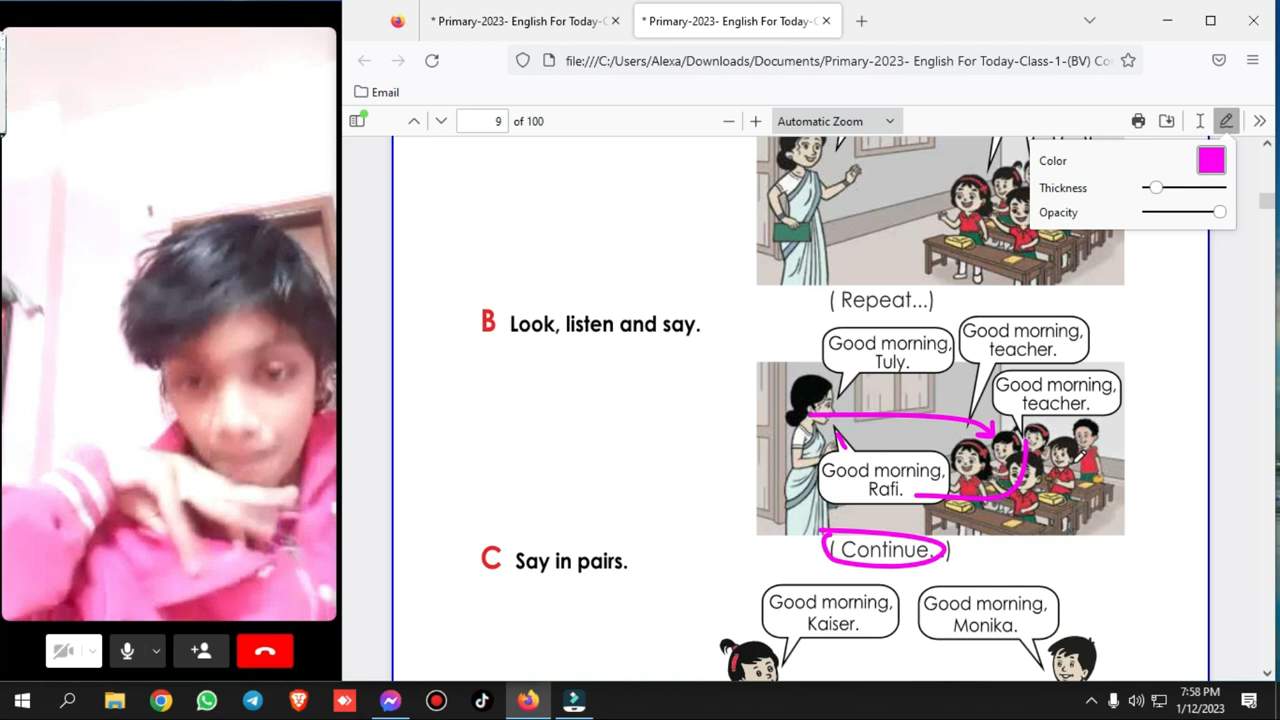 * Primary-2023- English For Today-C
* Primary-2023- English For Today-C
file:///C:/Users/Alexa/Downloads/Documents/Primary-2023- English For Today-Class-1-(BV) Co
Email
9 of 100
Automatic Zoom
Color
Thickness
Opacity
( Repeat...)
B Look, listen and say.
Good morning,
Tuly.
Good morning,
teacher.
Good morning,
teacher.
Good morning,
Rafi.
( Continue...)
C Say in pairs.
Good morning,
Kaiser.
Good morning,
Monika.
7:58 PM
1/12/2023